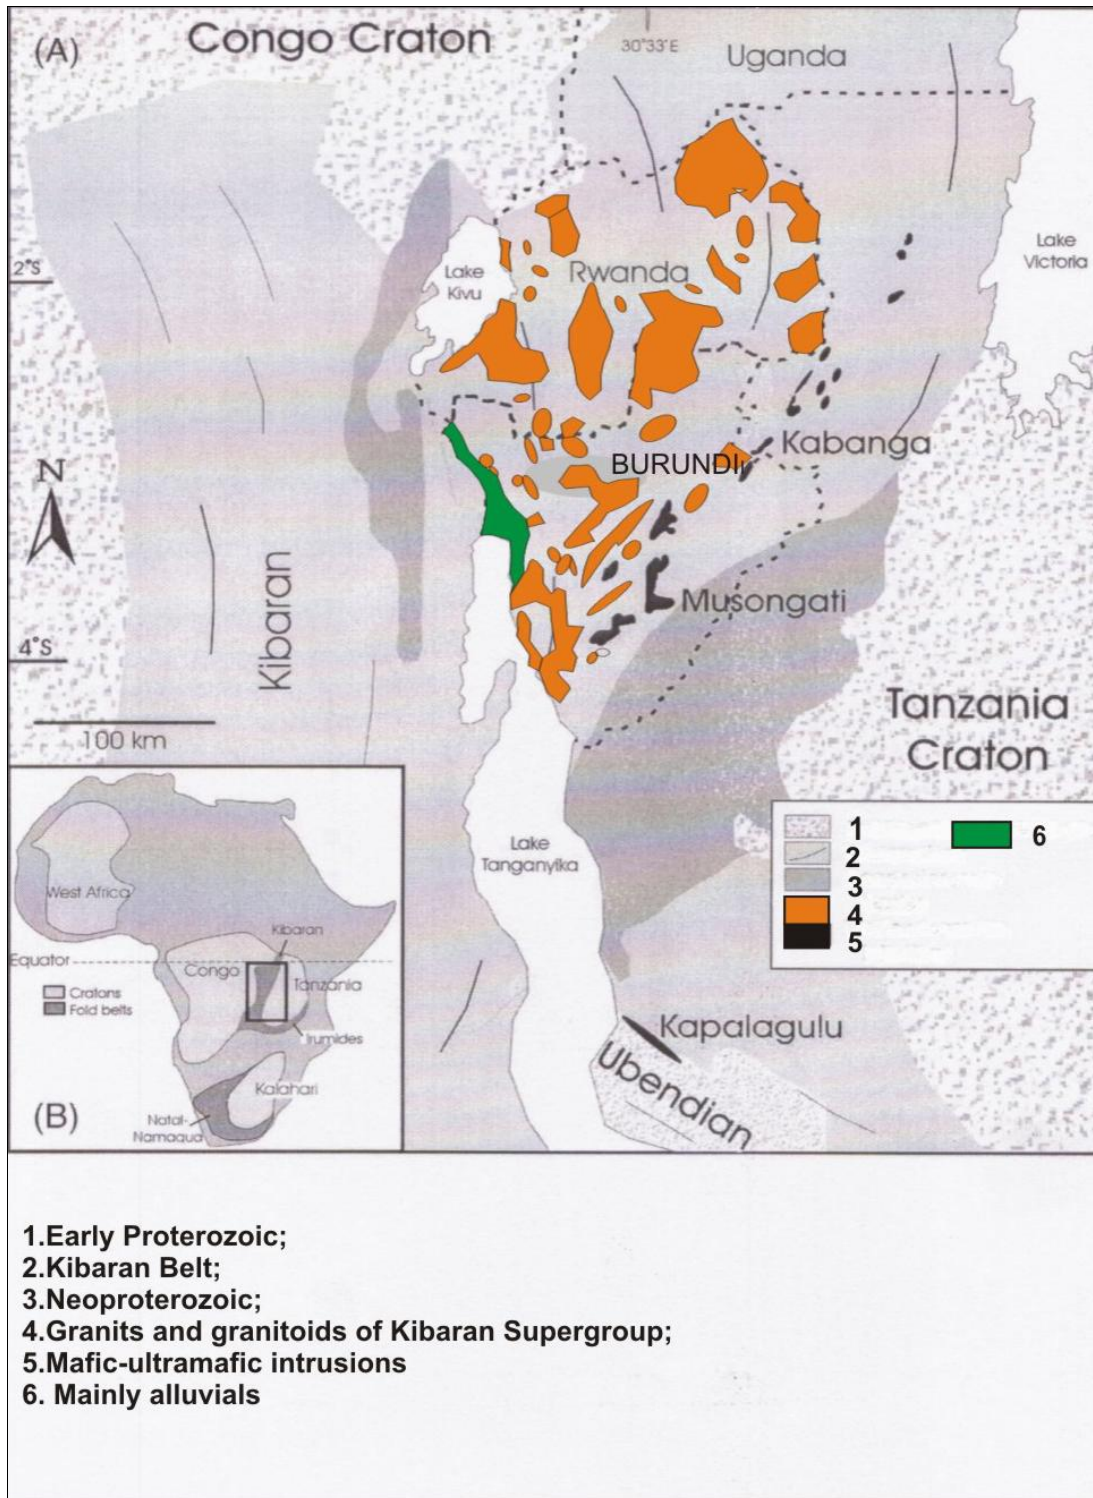 (A)
Congo Craton
30°33'E
Uganda
Lake
Victoria
2°S
Lake
Kivu
Rwanda
Kabanga
BURUNDI
N
Kibaran
Musongati
4°S
100 km
Tanzania
Craton
Lake
Tanganyika
1
2
3
4
5
6
Kapalagulu
Ubendian
West Africa
Kibaran
Equator
Congo
Tanzania
Cratons
Fold belts
Irumides
Kalahari
(B)
Natal-
Namaqua
1.Early Proterozoic;
2.Kibaran Belt;
3.Neoproterozoic;
4.Granits and granitoids of Kibaran Supergroup;
5.Mafic-ultramafic intrusions
6. Mainly alluvials